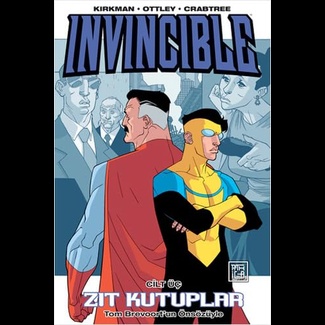 KIRKMAN • OTTLEY • CRABTREE
INVINCIBLE
CİLT ÜÇ
ZIT KUTUPLAR
Tom Brevoort'un Önsözüyle